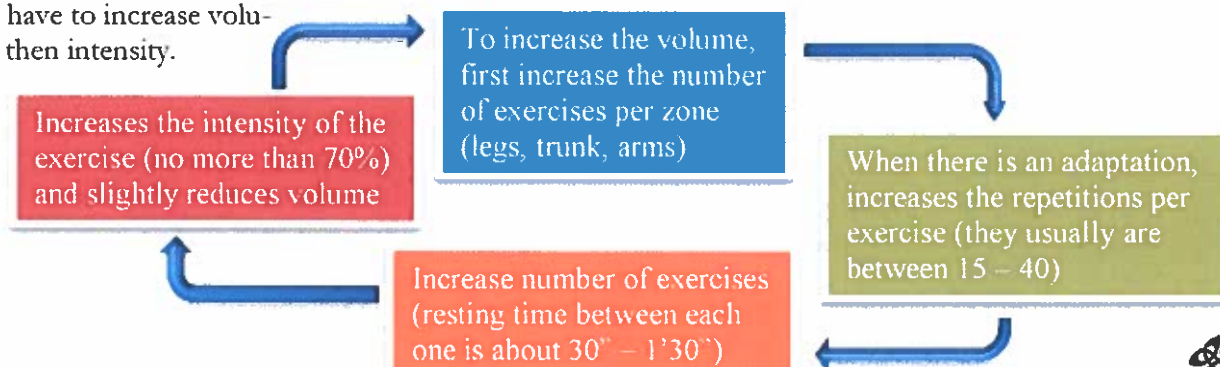 have to increase volu-
then intensity.
To increase the volume,
first increase the number
of exercises per zone
(legs, trunk, arms)
When there is an adaptation,
increases the repetitions per
exercise (they usually are
between 15 – 40)
Increase number of exercises
(resting time between each
one is about 30" – 1'30")
Increases the intensity of the
exercise (no more than 70%)
and slightly reduces volume